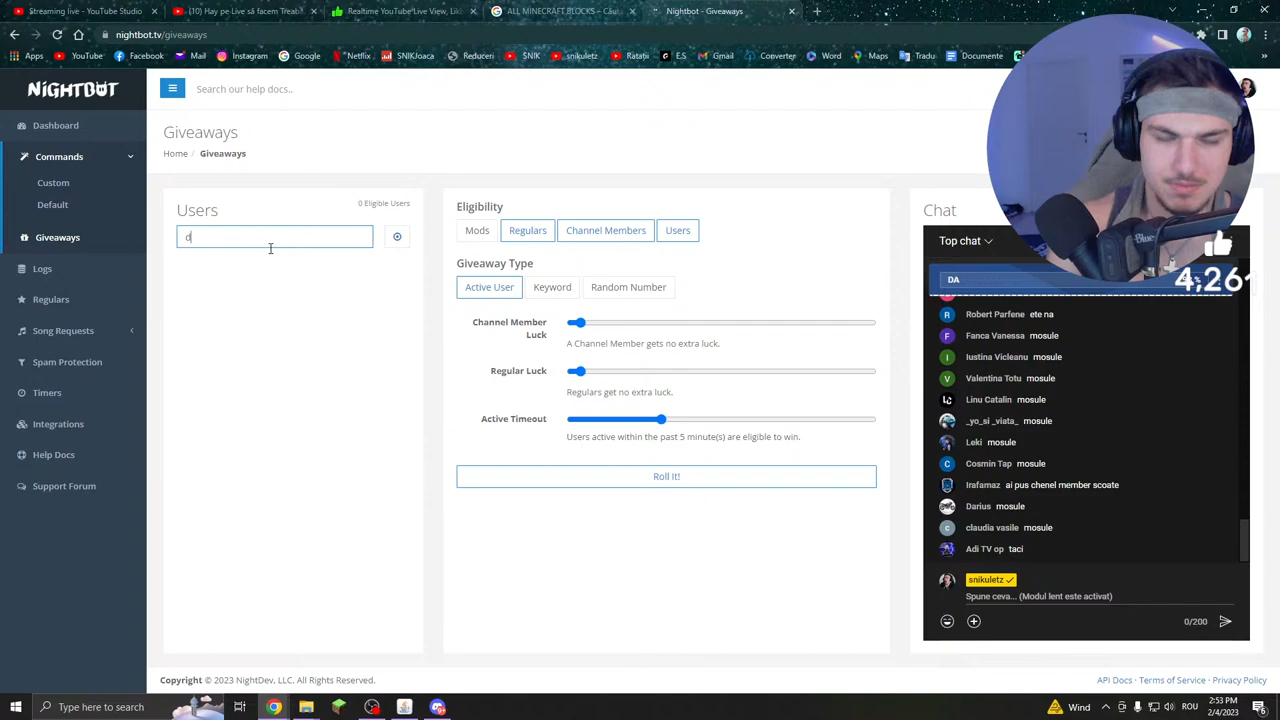 Streaming live - YouTube Studio
(10) Hay si facem Treab
Realtime YouTube Live View, Lik
ALL MINECRAFT BLOCKS – Cău
Nightbot - Giveaways
nightbot.tv/giveaways
Apps YouTube Facebook Mail Instagram Google Netflix SNIKJoaca Reduceri SNIK snikuletz Ratații E.S Gmail Converter Word Maps Tradu Documente
NIGHTBOT
Search our help docs..
Dashboard
Commands
Custom
Default
Giveaways
Logs
Regulars
Song Requests
Spam Protection
Timers
Integrations
Help Docs
Support Forum
Giveaways
Home / Giveaways
Users
0 Eligible Users
d
Eligibility
Mods Regulars Channel Members Users
Giveaway Type
Active User Keyword Random Number
Channel Member
Luck
A Channel Member gets no extra luck.
Regular Luck
Regulars get no extra luck.
Active Timeout
Users active within the past 5 minute(s) are eligible to win.
Roll It!
Chat
Top chat
DA
4,261
Robert Parfene ete na
Fanca Vanessa mosule
Iustina Vicleanu mosule
Valentina Totu mosule
Linu Catalin mosule
_yo_si _viata_ mosule
Leki mosule
Cosmin Tap mosule
Irafamaz ai pus chenel member scoate
Darius mosule
claudia vasile mosule
Adi TV op taci
snikuletz
Spune ceva... (Modul lent este activat)
0/200
Copyright © 2023 NightDev, LLC. All Rights Reserved.
API Docs · Terms of Service · Privacy Policy
Type here to search
Wind
ROU
2:53 PM
2/4/2023